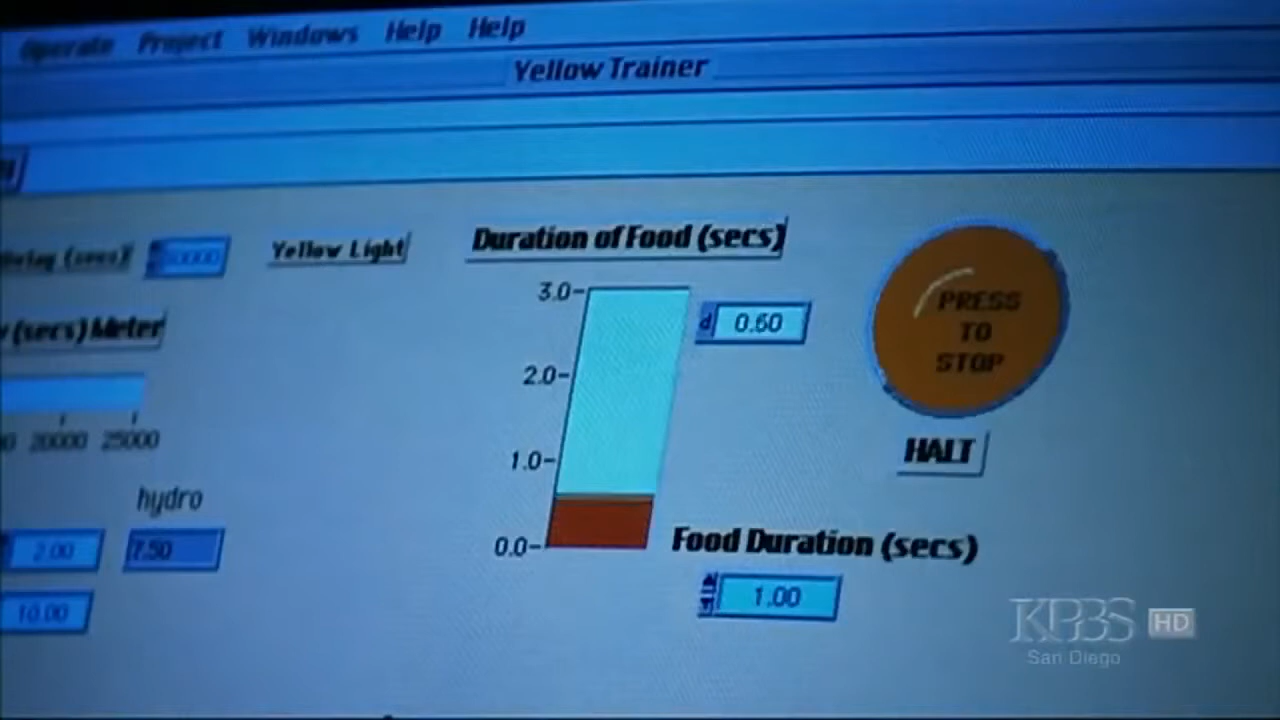 Operate Project Windows Help Help
Yellow Trainer
(secs)
Yellow Light
Duration of Food (secs)
(secs) Meter
3.0
2.0
1.0
0.0
0.60
PRESS
TO
STOP
HALT
20000 25000
hydro
2.00
7.50
10.00
Food Duration (secs)
1.00
KPBS HD
San Diego